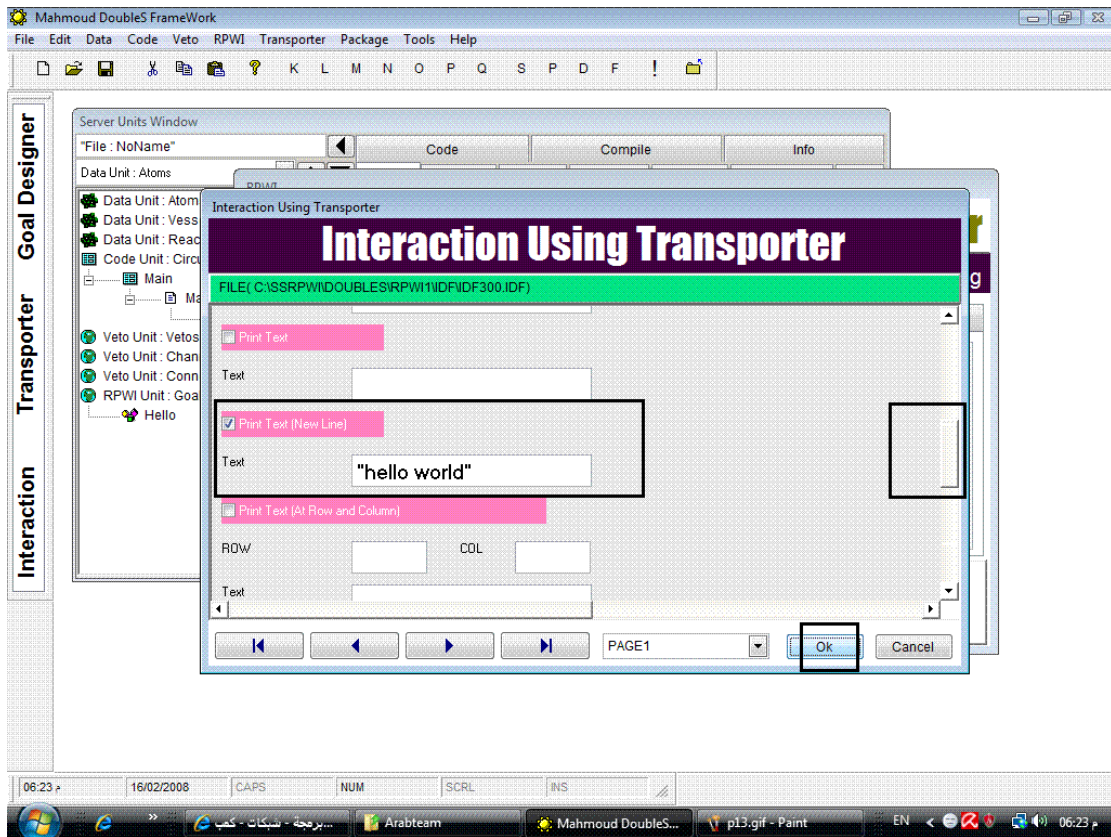 Mahmoud DoubleS FrameWork
File Edit Data Code Veto RPWI Transporter Package Tools Help
K L M N O P Q S P D F !
Goal Designer
Transporter
Interaction
Server Units Window
"File : NoName"
Code Compile Info
Data Unit : Atoms
Data Unit : Atom
Data Unit : Vess
Data Unit : Reac
Code Unit : Circu
Main
Ma
Veto Unit : Vetos
Veto Unit : Chan
Veto Unit : Conn
RPWI Unit : Goa
Hello
RPWI
r
g
Interaction Using Transporter
Interaction Using Transporter
FILE( C:\SSRPWI\DOUBLES\RPWI1\IDF\IDF300.IDF)
Print Text
Text
Print Text (New Line)
Text "hello world"
Print Text (At Row and Column)
ROW COL
Text
PAGE1 Ok Cancel
06:23 م 16/02/2008 CAPS NUM SCRL INS
برمجة - شبكات - كمب... Arabteam Mahmoud DoubleS... p13.gif - Paint EN < 06:23 م